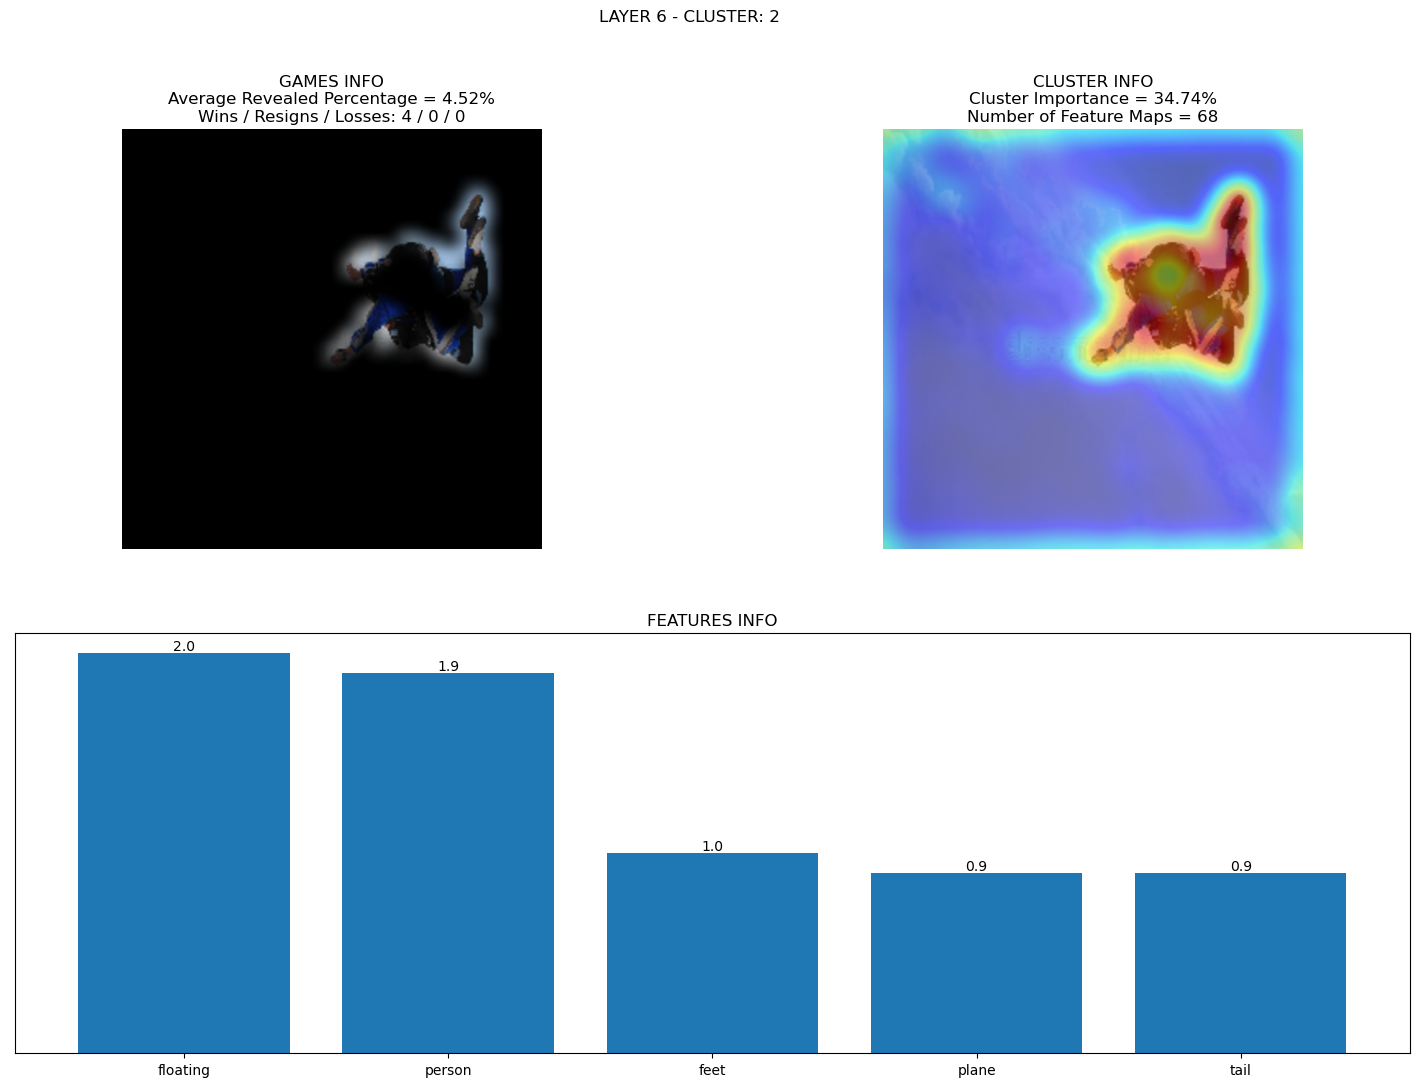 LAYER 6 - CLUSTER: 2
GAMES INFO
Average Revealed Percentage = 4.52%
Wins / Resigns / Losses: 4 / 0 / 0
CLUSTER INFO
Cluster Importance = 34.74%
Number of Feature Maps = 68
FEATURES INFO
2.0
1.9
1.0
0.9
0.9
floating
person
feet
plane
tail